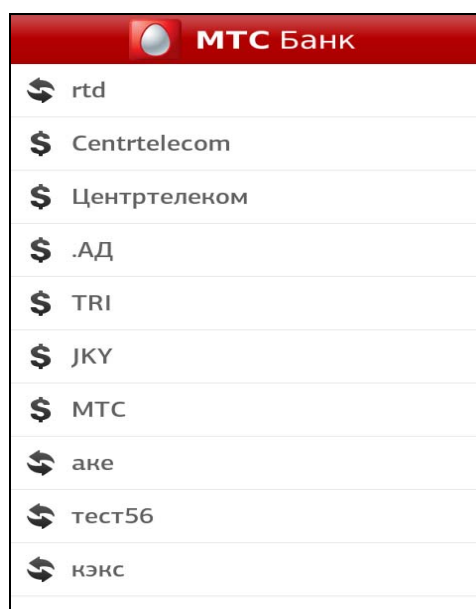 МТС Банк
rtd
Centrtelecom
Центртелеком
.АД
TRI
JKY
МТС
аке
тест56
кэкс